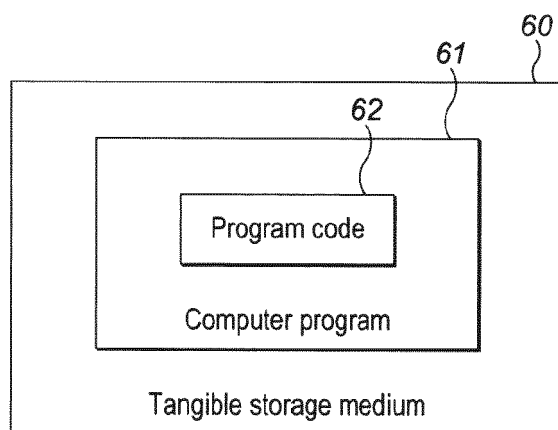 60
61
62
Program code
Computer program
Tangible storage medium